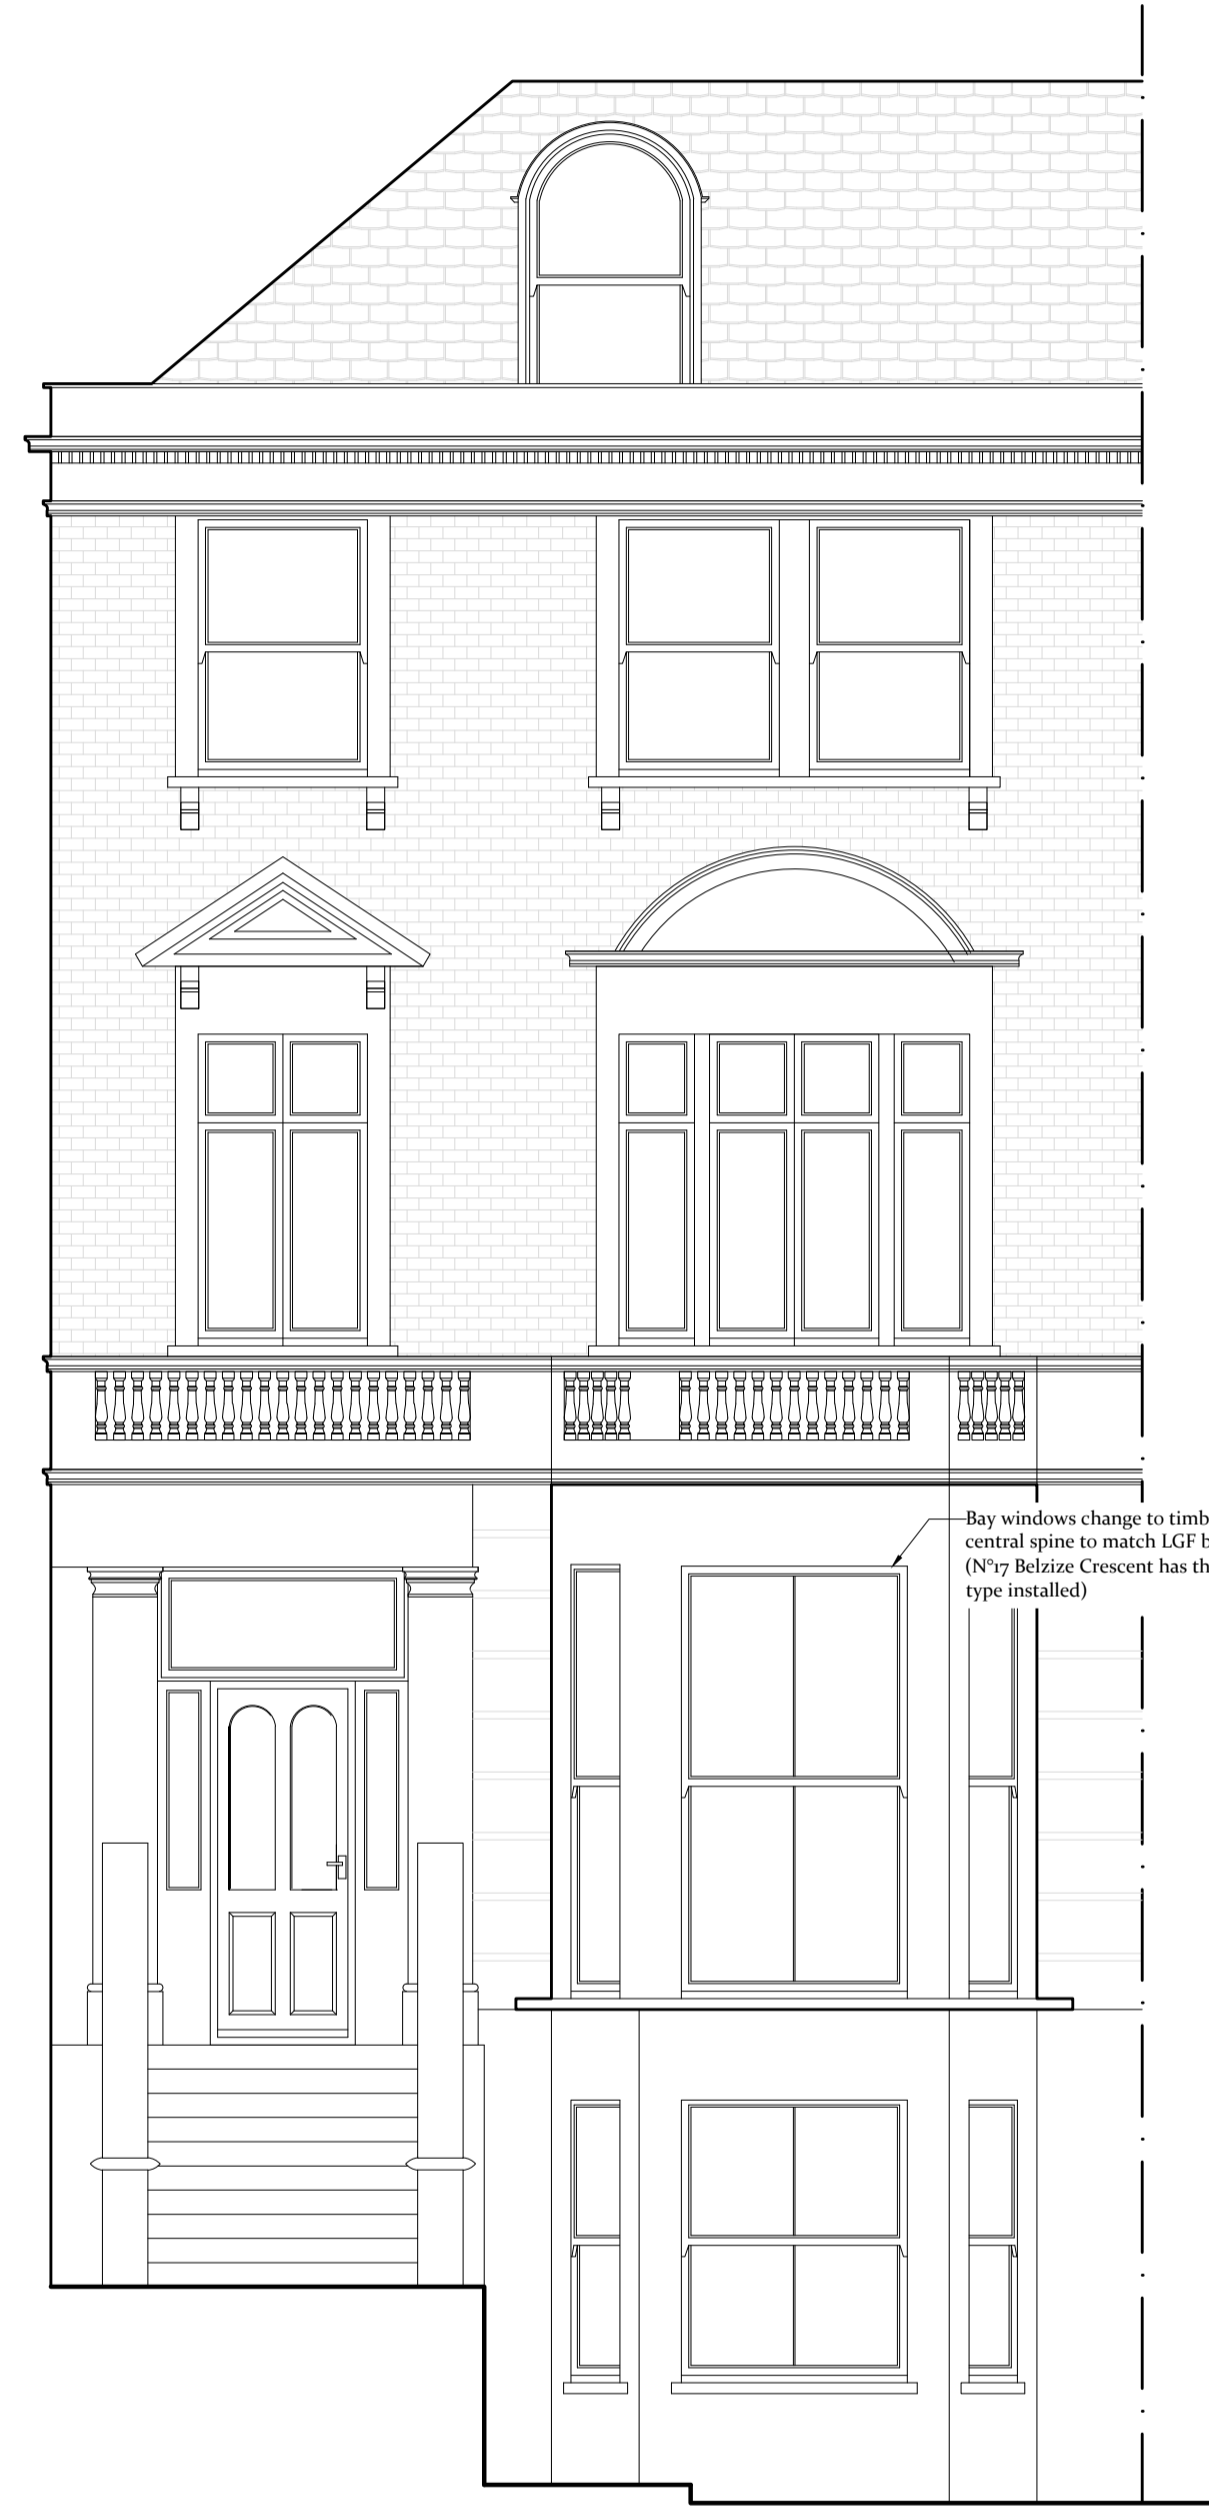 Bay windows change to timb
central spine to match LGF b
(N°17 Belzize Crescent has th
type installed)